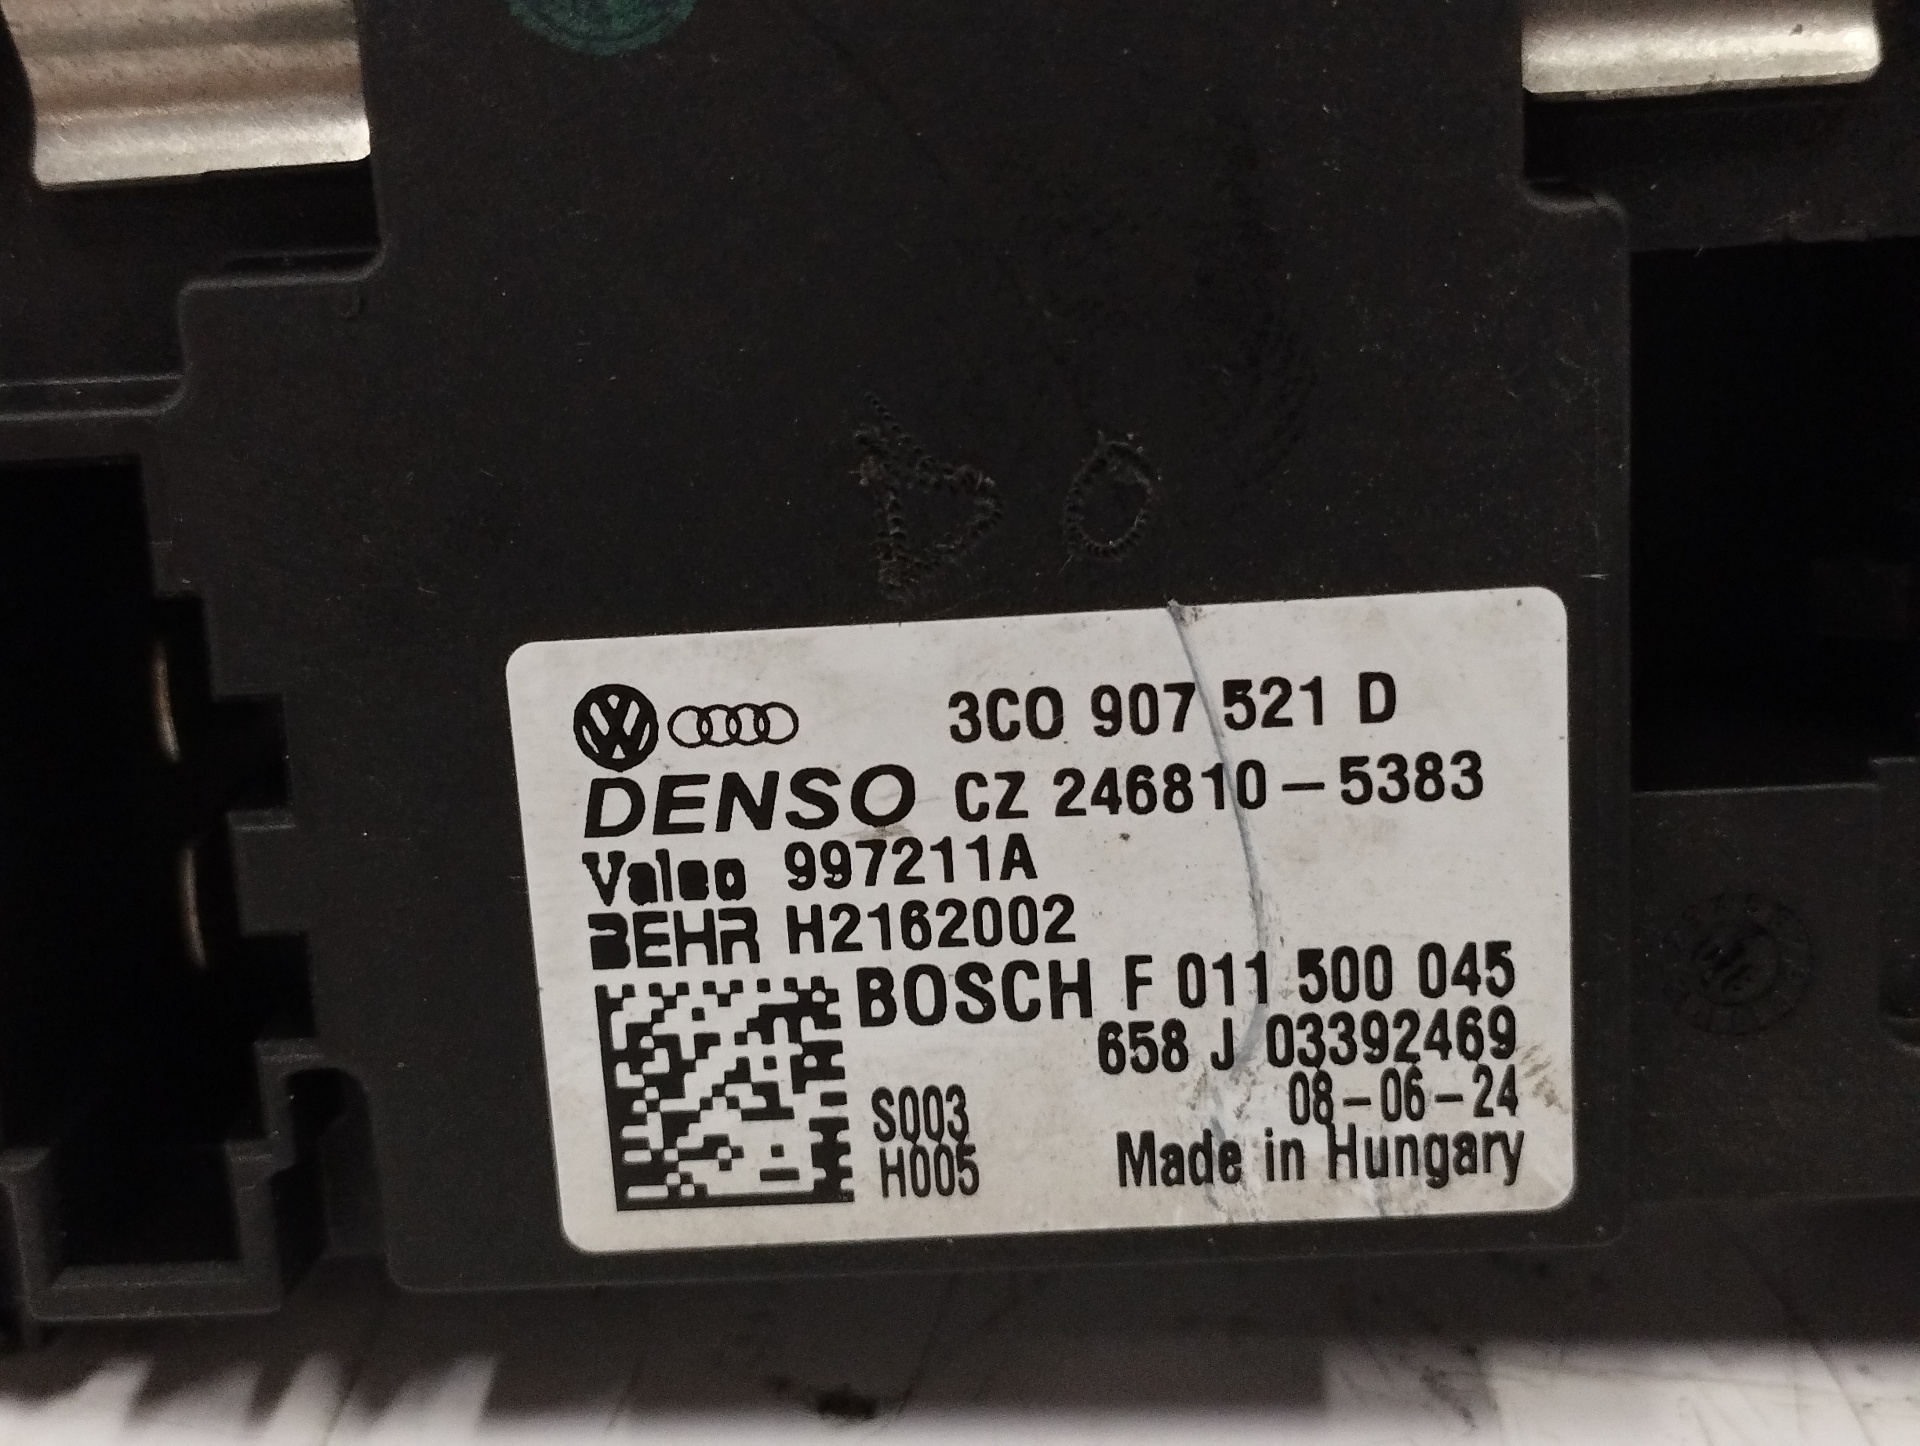 DO
3C0 907 521 D
DENSO CZ 246810-5383
Valeo 997211A
BEHR H2162002
BOSCH F 011 500 045
658 J 03392469
S003 08-06-24
H005 Made in Hungary